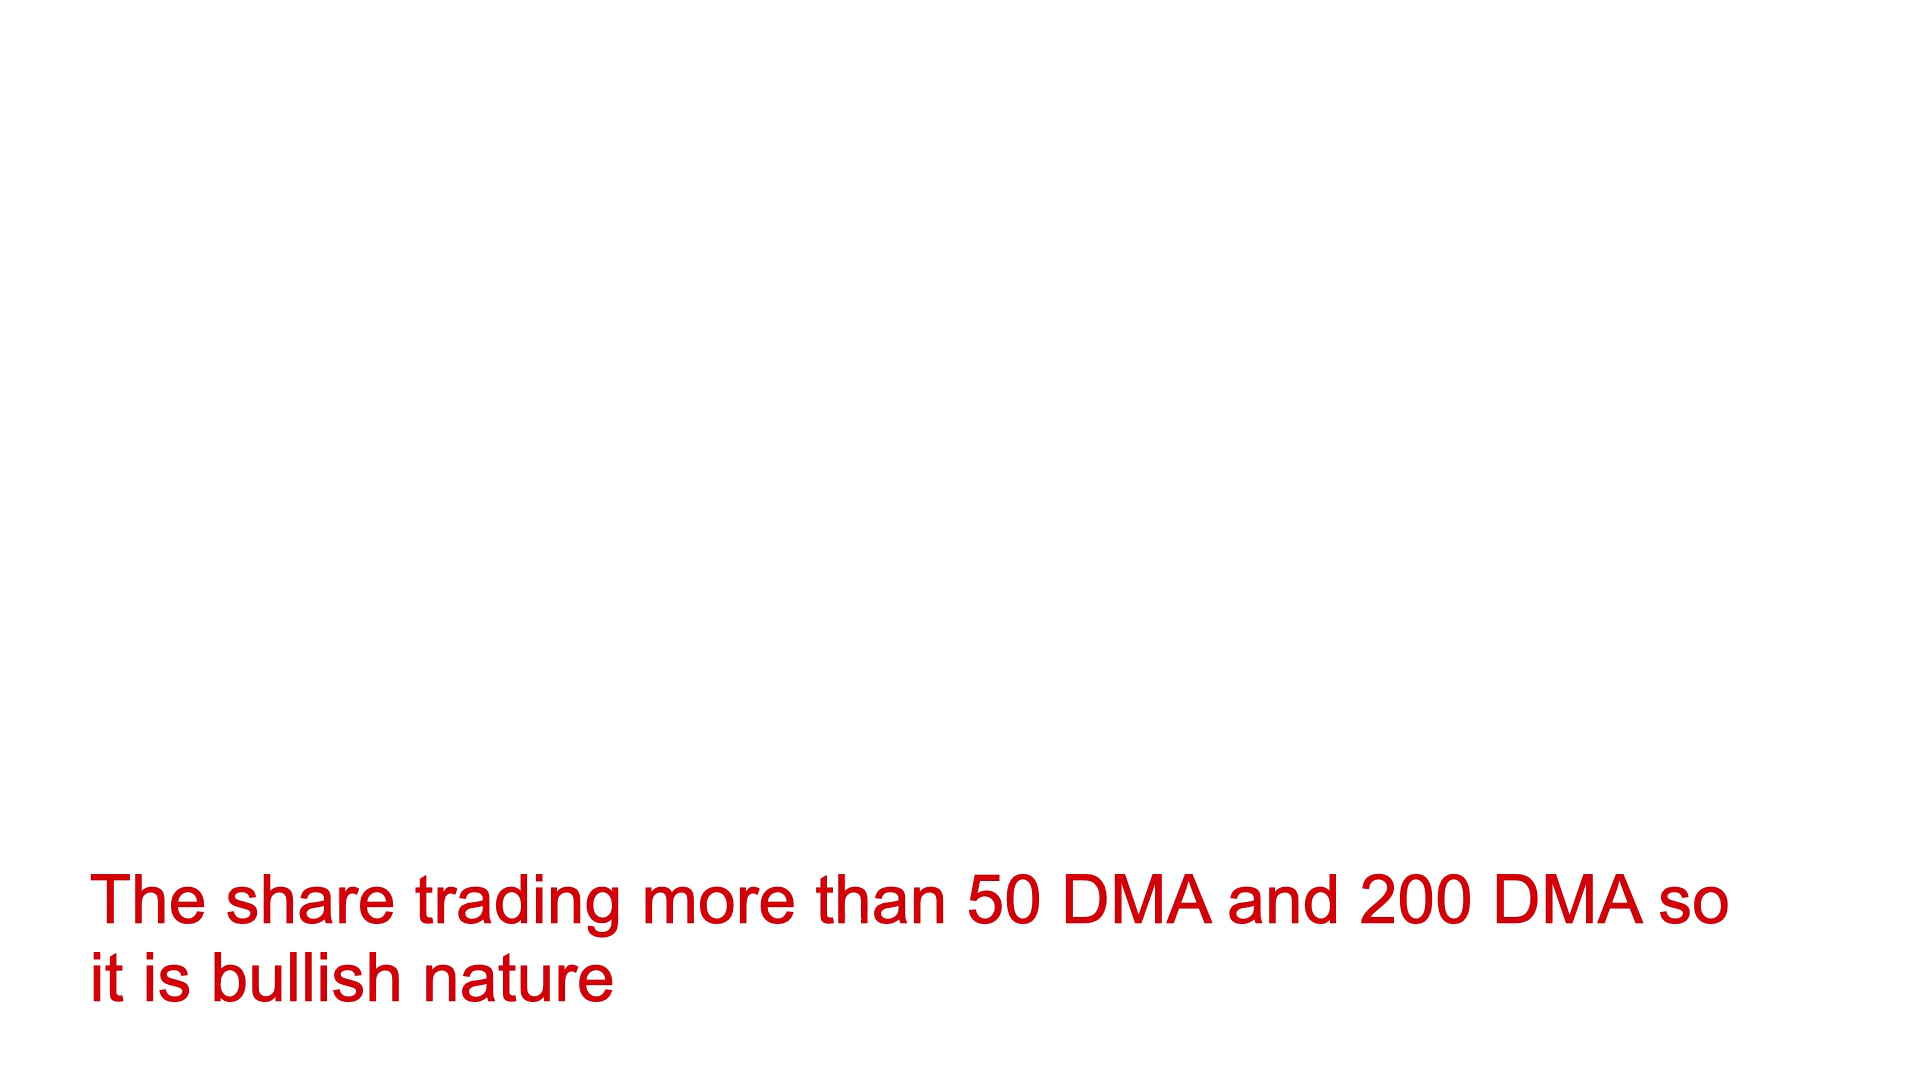 The share trading more than 50 DMA and 200 DMA so
it is bullish nature